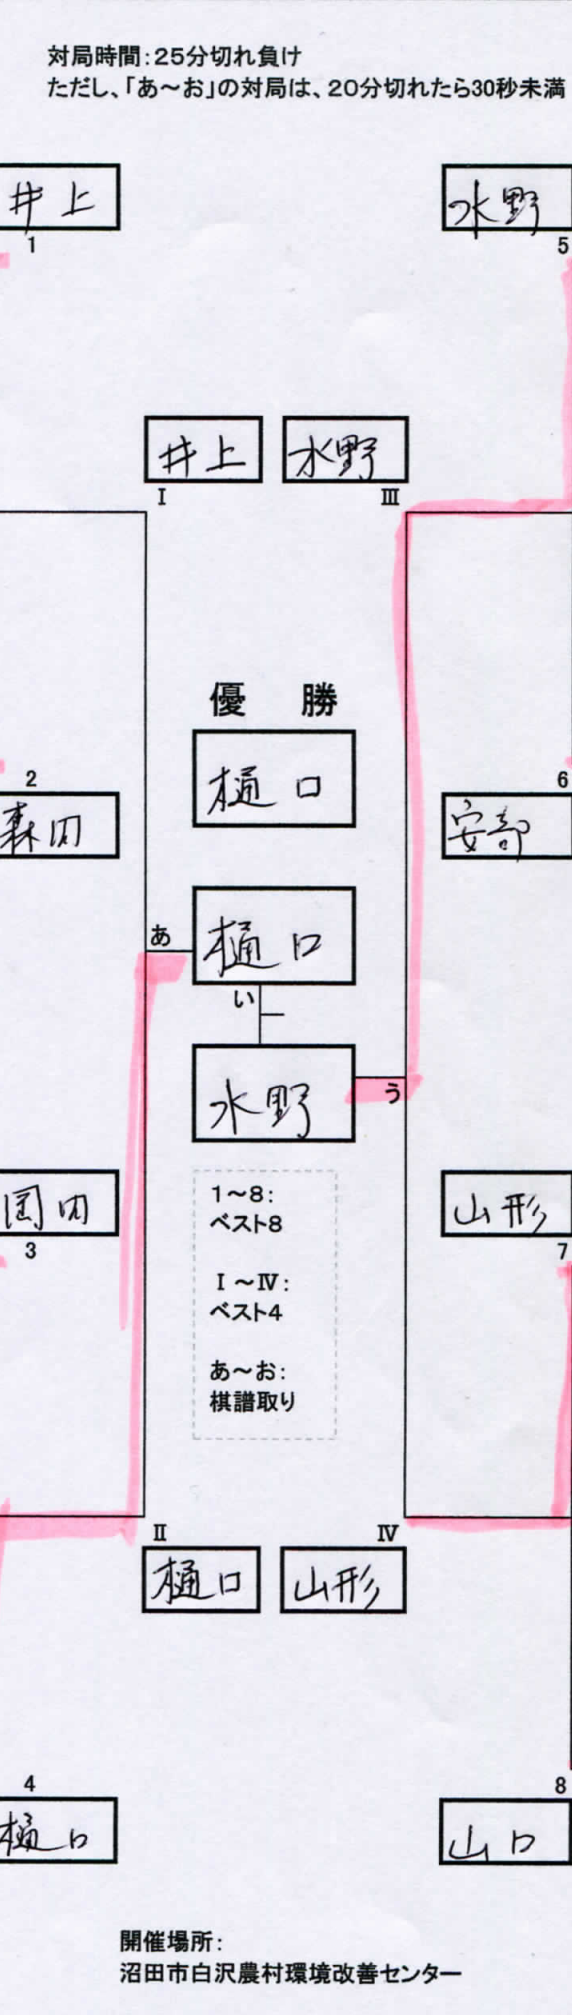 対局時間:25分切れ負け
ただし、「あ～お」の対局は、20分切れたら30秒未満
井上
水野
1
5
井上
水野
Ⅰ
Ⅲ
優 勝
樋口
2
6
森田
安部
あ
樋口
い
水野
う
1～8:
ベスト8
Ⅰ～Ⅳ:
ベスト4
あ～お:
棋譜取り
岡田
山形
3
7
Ⅱ
Ⅳ
樋口
山形
4
8
樋口
山口
開催場所:
沼田市白沢農村環境改善センター